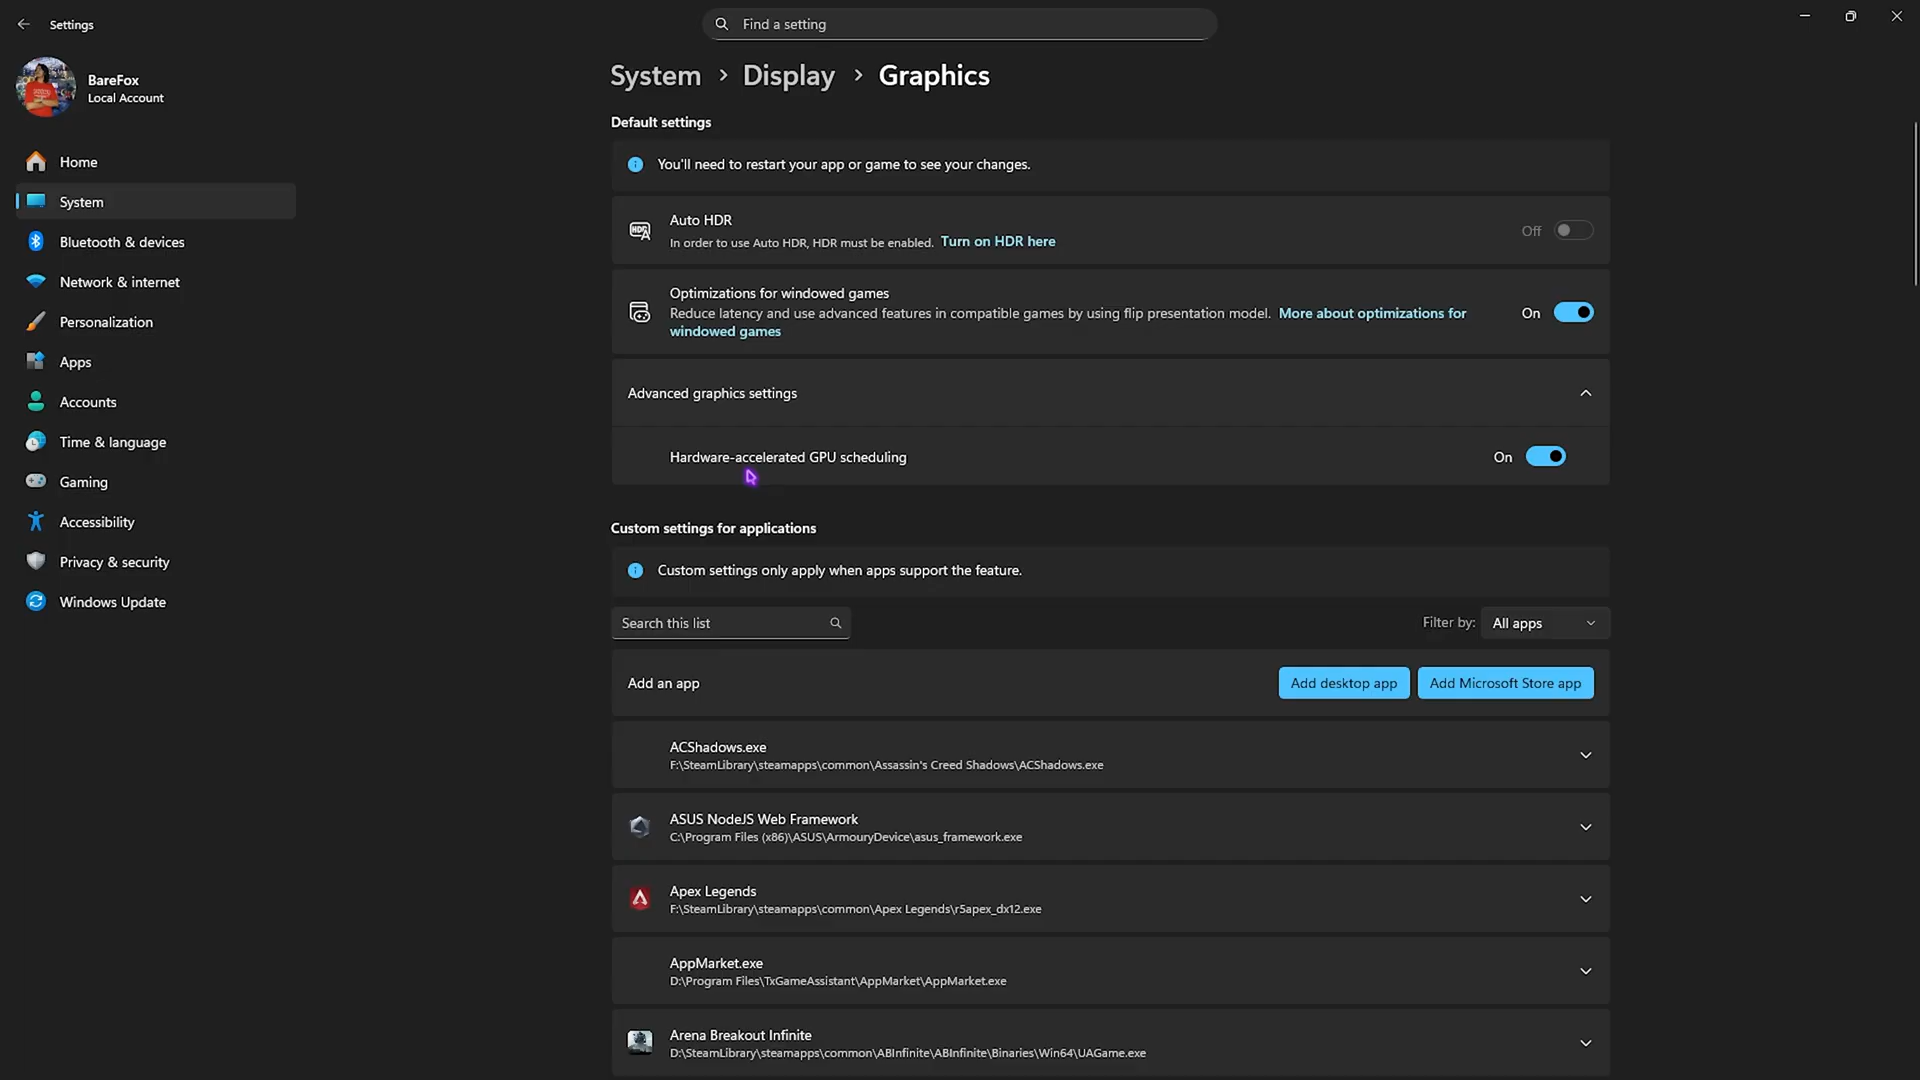 Settings
Find a setting
BareFox
Local Account
Home
System
Bluetooth & devices
Network & internet
Personalization
Apps
Accounts
Time & language
Gaming
Accessibility
Privacy & security
Windows Update
System > Display > Graphics
Default settings
You'll need to restart your app or game to see your changes.
Auto HDR
In order to use Auto HDR, HDR must be enabled. Turn on HDR here
Off
Optimizations for windowed games
Reduce latency and use advanced features in compatible games by using flip presentation model. More about optimizations for
windowed games
On
Advanced graphics settings
Hardware-accelerated GPU scheduling
On
Custom settings for applications
Custom settings only apply when apps support the feature.
Search this list
Filter by: All apps
Add an app
Add desktop app
Add Microsoft Store app
ACShadows.exe
F:\SteamLibrary\steamapps\common\Assassin's Creed Shadows\ACShadows.exe
ASUS NodeJS Web Framework
C:\Program Files (x86)\ASUS\ArmouryDevice\asus_framework.exe
Apex Legends
F:\SteamLibrary\steamapps\common\Apex Legends\r5apex_dx12.exe
AppMarket.exe
D:\Program Files\TxGameAssistant\AppMarket\AppMarket.exe
Arena Breakout Infinite
D:\SteamLibrary\steamapps\common\ABInfinite\ABInfinite\Binaries\Win64\UAGame.exe